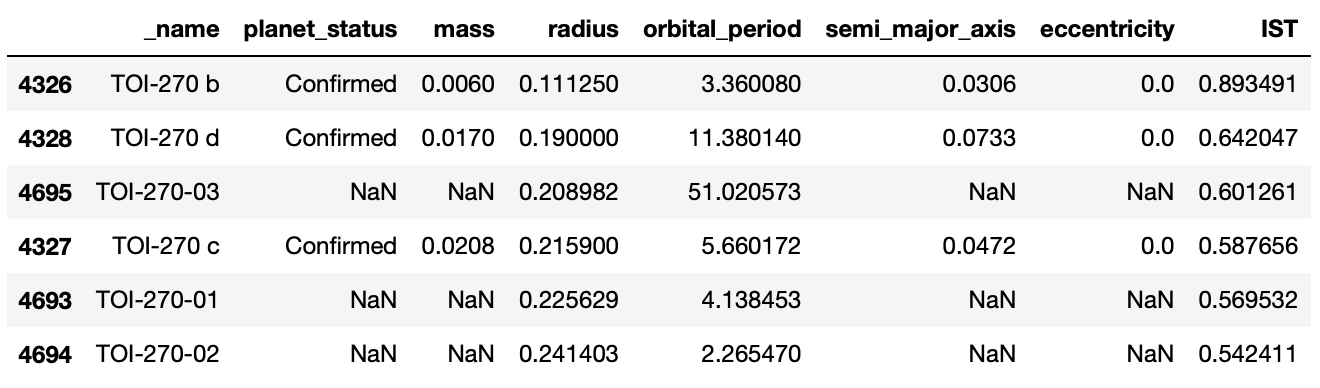 _name planet_status mass radius orbital_period semi_major_axis eccentricity IST
4326 TOI-270 b Confirmed 0.0060 0.111250 3.360080 0.0306 0.0 0.893491
4328 TOI-270 d Confirmed 0.0170 0.190000 11.380140 0.0733 0.0 0.642047
4695 TOI-270-03 NaN NaN 0.208982 51.020573 NaN NaN 0.601261
4327 TOI-270 c Confirmed 0.0208 0.215900 5.660172 0.0472 0.0 0.587656
4693 TOI-270-01 NaN NaN 0.225629 4.138453 NaN NaN 0.569532
4694 TOI-270-02 NaN NaN 0.241403 2.265470 NaN NaN 0.542411